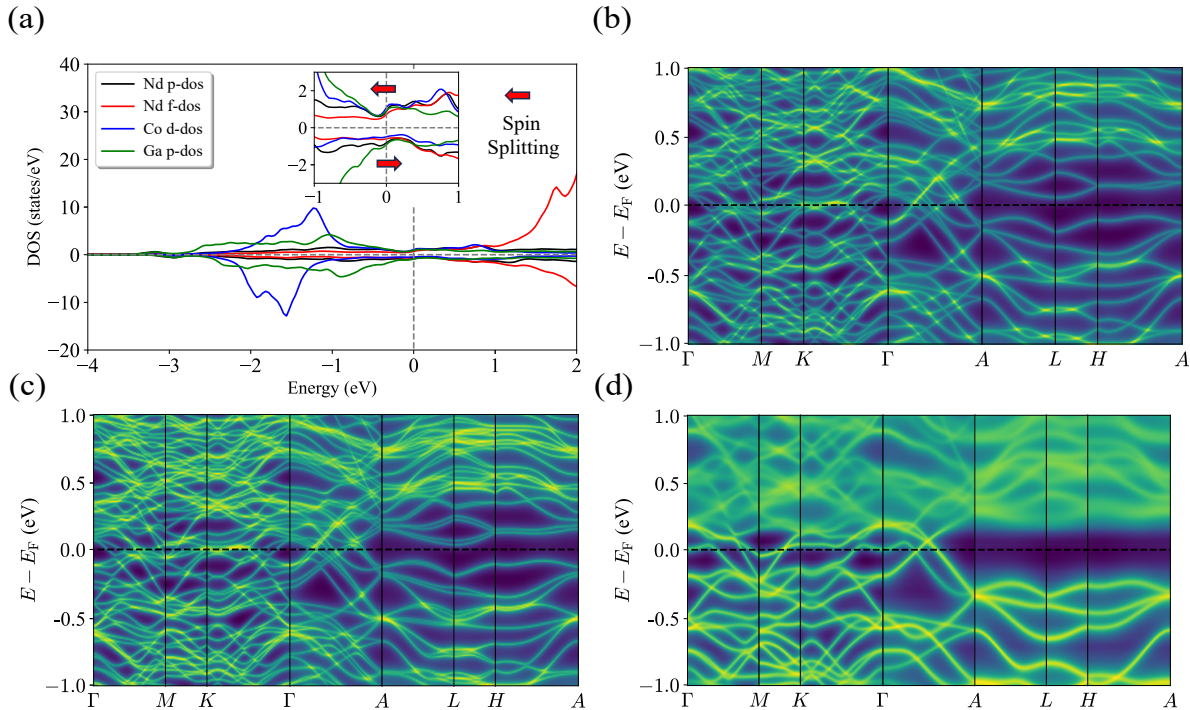 (a)
40
30
20
10
0
−10
−20
DOS (states/eV)
−4 −3 −2 −1 0 1 2
Energy (eV)
Nd p-dos
Nd f-dos
Co d-dos
Ga p-dos
2
0
−2
−1 0 1
Spin
Splitting
(b)
1.0
0.5
0.0
-0.5
−1.0
E − E_F (eV)
Γ M K Γ A L H A
(c)
1.0
0.5
0.0
-0.5
−1.0
E − E_F (eV)
Γ M K Γ A L H A
(d)
1.0
0.5
0.0
-0.5
−1.0
E − E_F (eV)
Γ M K Γ A L H A